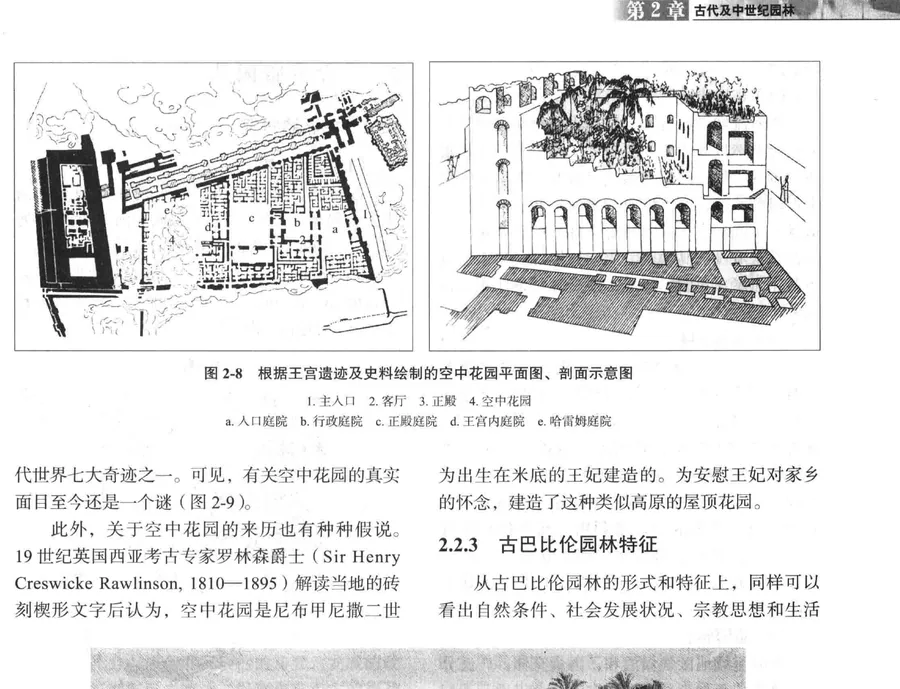 第2章 古代及中世纪园林
e
4
d
c
3
b
2
a
1
图 2-8 根据王宫遗迹及史料绘制的空中花园平面图、剖面示意图
1. 主入口 2. 客厅 3. 正殿 4. 空中花园
a. 入口庭院 b. 行政庭院 c. 正殿庭院 d. 王宫内庭院 e. 哈雷姆庭院
代世界七大奇迹之一。可见，有关空中花园的真实
面目至今还是一个谜（图 2-9）。
此外，关于空中花园的来历也有种种假说。
19 世纪英国西亚考古专家罗林森爵士（Sir Henry
Creswicke Rawlinson, 1810—1895）解读当地的砖
刻楔形文字后认为，空中花园是尼布甲尼撒二世
为出生在米底的王妃建造的。为安慰王妃对家乡
的怀念，建造了这种类似高原的屋顶花园。
2.2.3 古巴比伦园林特征
从古巴比伦园林的形式和特征上，同样可以
看出自然条件、社会发展状况、宗教思想和生活